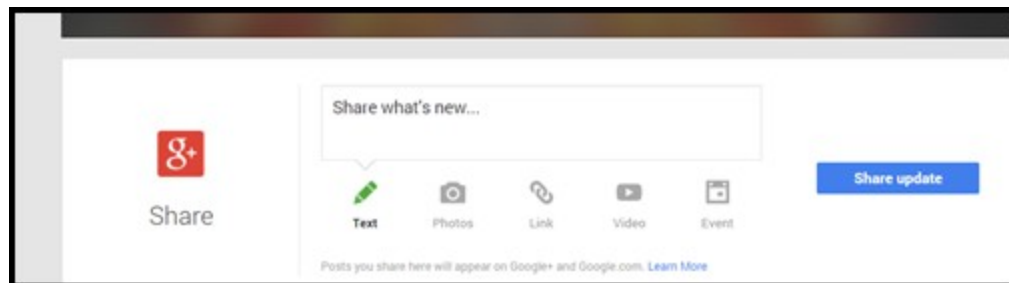 Share what's new...
g+
Share update
Share
Text Photos Link Video Event
Posts you share here will appear on Google+ and Google.com. Learn More